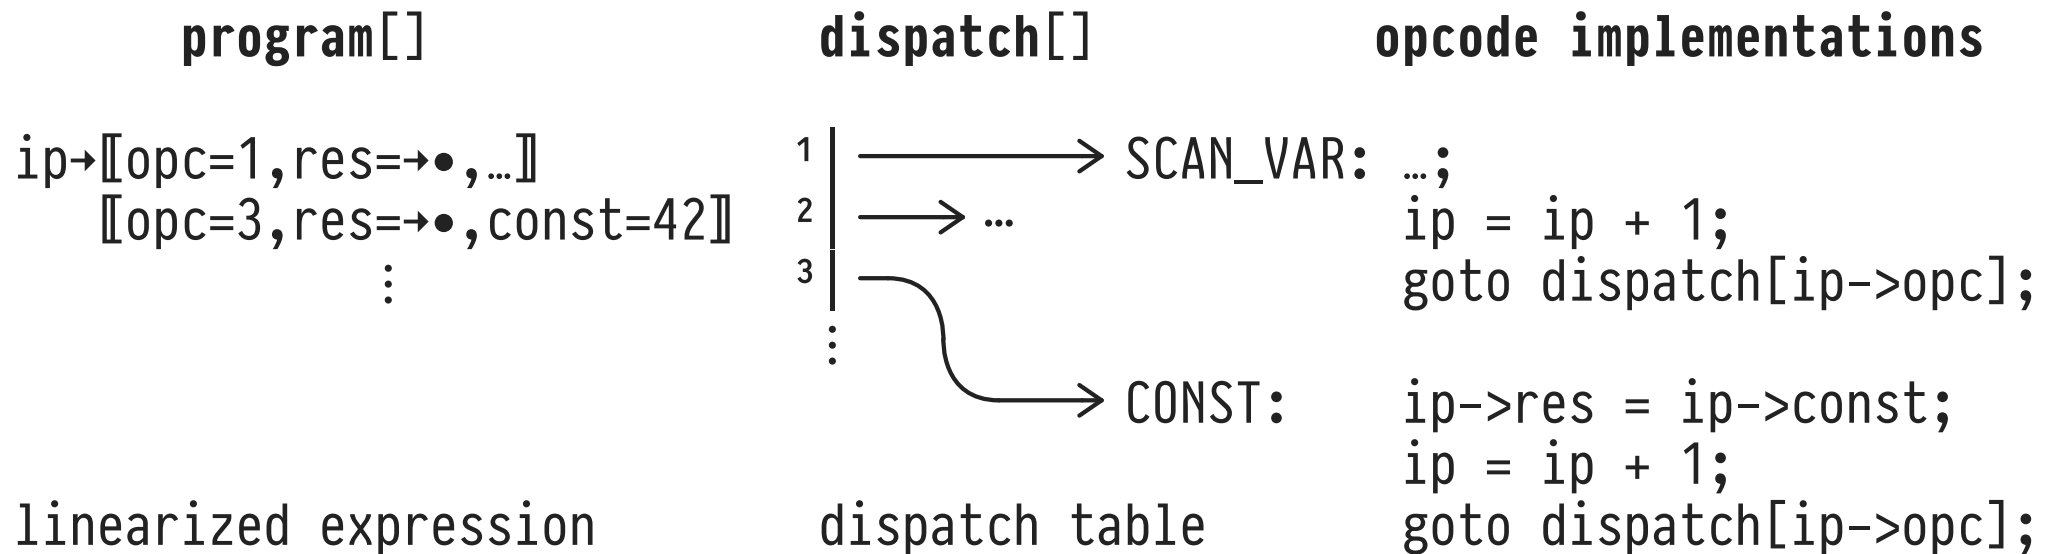 program[] dispatch[] opcode implementations
ip→⟦opc=1,res=→●,…⟧ 1 SCAN_VAR: …;
⟦opc=3,res=→●,const=42⟧ 2 … ip = ip + 1;
⋮ 3 goto dispatch[ip->opc];
⋮
CONST: ip->res = ip->const;
ip = ip + 1;
linearized expression dispatch table goto dispatch[ip->opc];